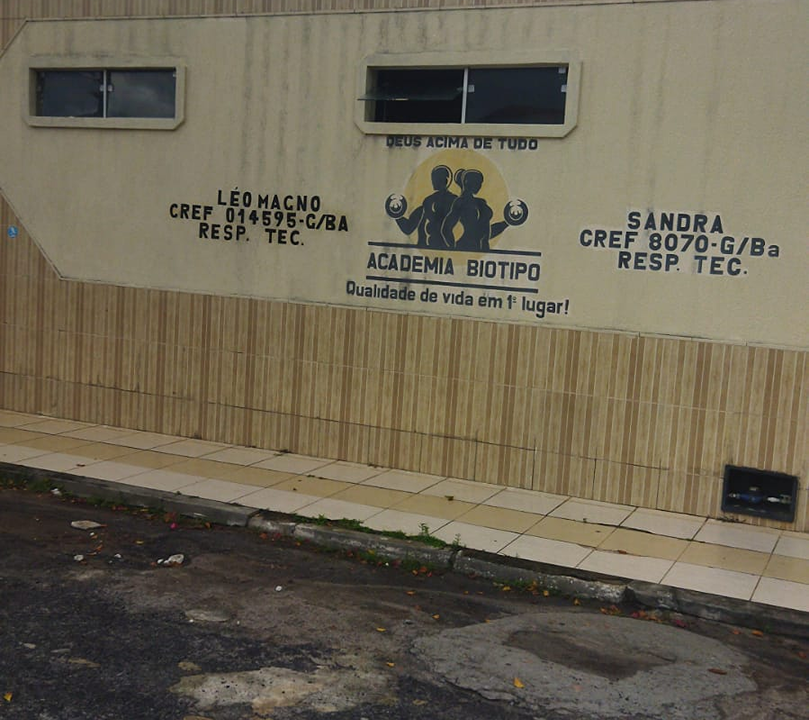 DEUS ACIMA DE TUDO
LÉO MAGNO
CREF 014595-G/BA
RESP. TEC.
ACADEMIA BIOTIPO
Qualidade de vida em 1º lugar!
SANDRA
CREF 8070-G/Ba
RESP. TEC.